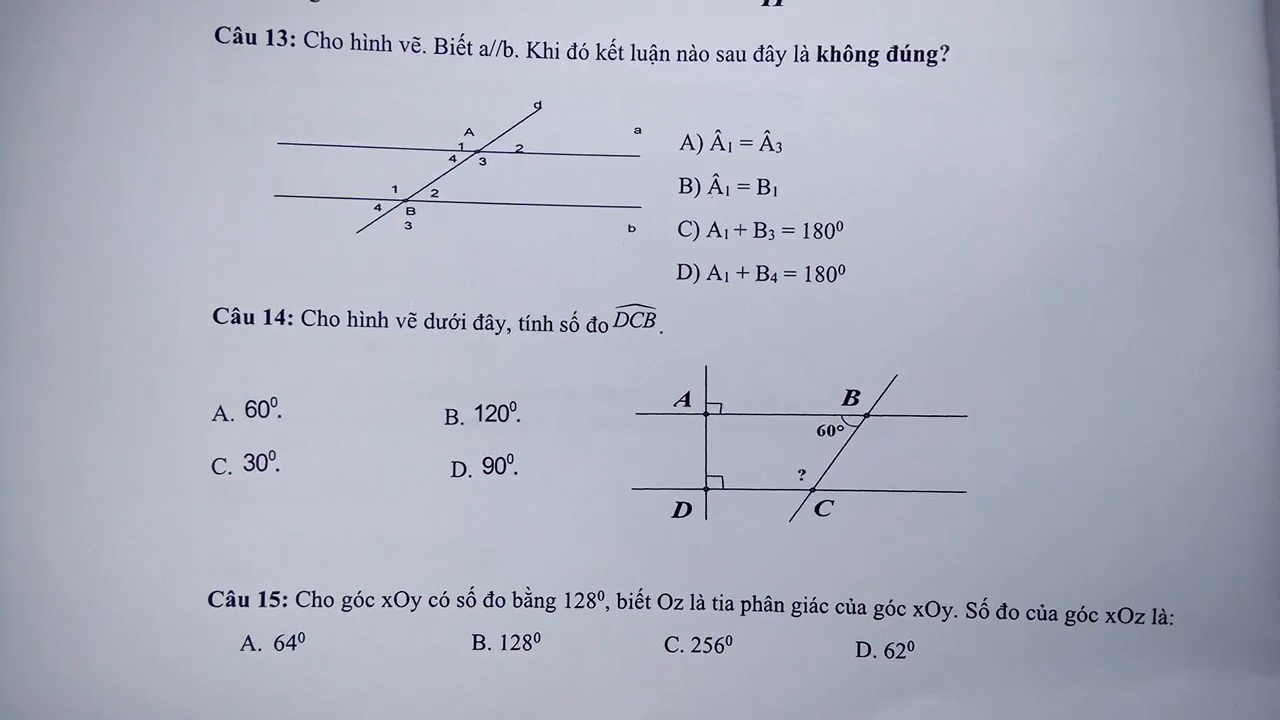 Câu 13: Cho hình vẽ. Biết a//b. Khi đó kết luận nào sau đây là không đúng?
d
A
a
1
2
4
3
1
2
4
B
3
b
A) Â₁ = Â₃
B) Â₁ = B₁
C) A₁ + B₃ = 180⁰
D) A₁ + B₄ = 180⁰
Câu 14: Cho hình vẽ dưới đây, tính số đo \widehat{DCB}.
A. 60⁰.
B. 120⁰.
C. 30⁰.
D. 90⁰.
A
B
60°
?
D
C
Câu 15: Cho góc xOy có số đo bằng 128⁰, biết Oz là tia phân giác của góc xOy. Số đo của góc xOz là:
A. 64⁰ B. 128⁰ C. 256⁰ D. 62⁰